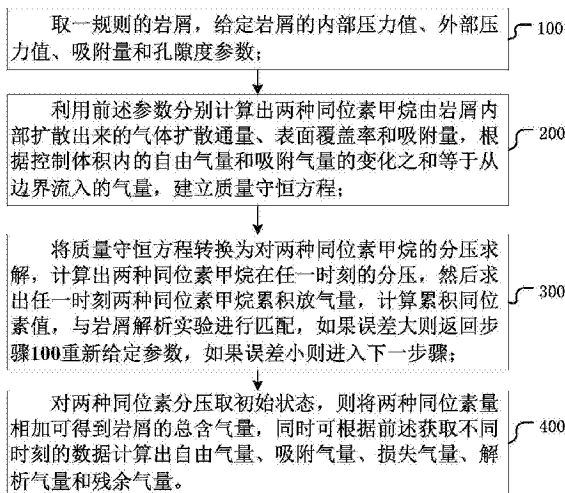 取一规则的岩屑，给定岩屑的内部压力值、外部压
力值、吸附量和孔隙度参数；
100
利用前述参数分别计算出两种同位素甲烷由岩屑内
部扩散出来的气体扩散通量、表面覆盖率和吸附量，根
据控制体积内的自由气量和吸附气量的变化之和等于从
边界流入的气量，建立质量守恒方程；
200
将质量守恒方程转换为对两种同位素甲烷的分压求
解，计算出两种同位素甲烷在任一时刻的分压，然后求
出任一时刻两种同位素甲烷累积放气量，计算累积同位
素值，与岩屑解析实验进行匹配，如果误差大则返回步
骤100重新给定参数，如果误差小则进入下一步骤；
300
对两种同位素分压取初始状态，则将两种同位素量
相加可得到岩屑的总含气量，同时可根据前述获取不同
时刻的数据计算出自由气量、吸附气量、损失气量、解
析气量和残余气量。
400